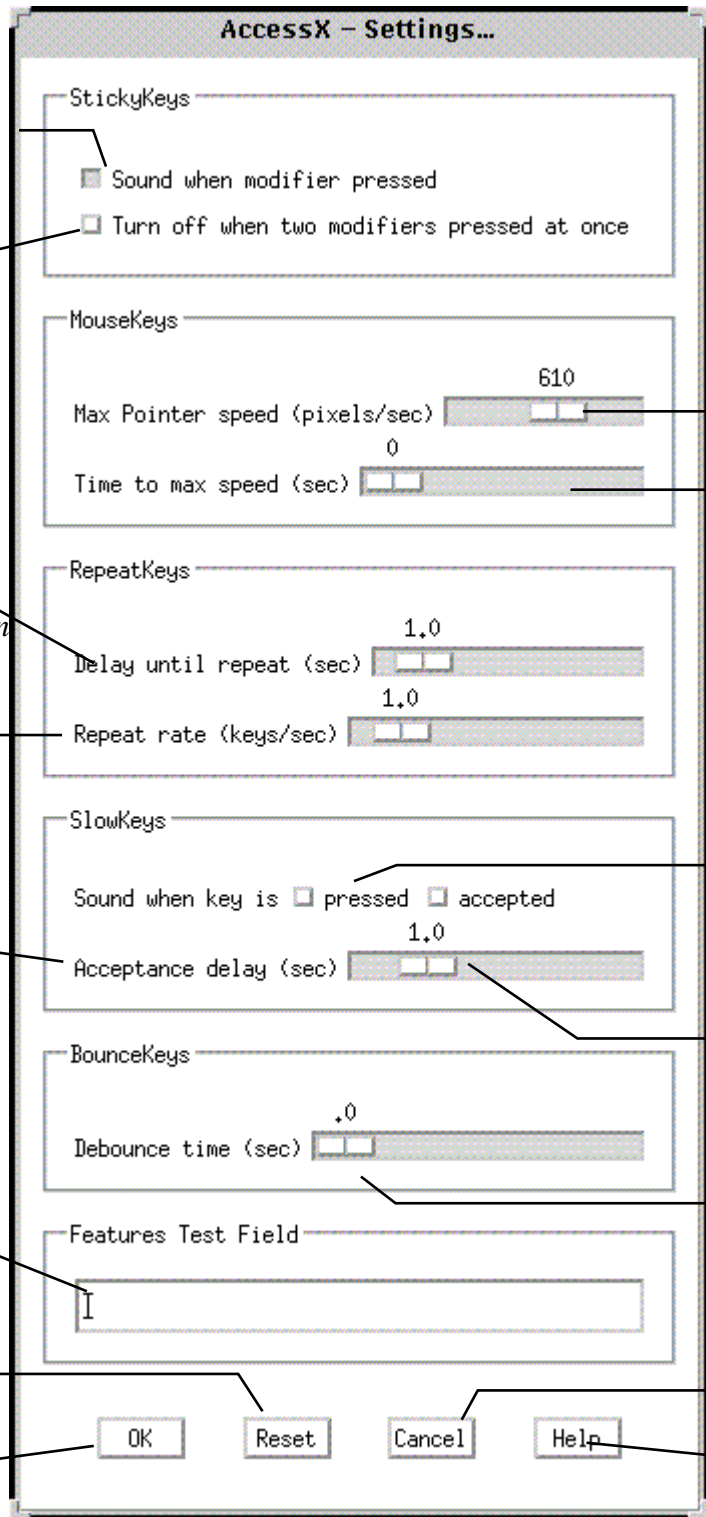 AccessX – Settings...
StickyKeys
Sound when modifier pressed
Turn off when two modifiers pressed at once
MouseKeys
610
Max Pointer speed (pixels/sec)
0
Time to max speed (sec)
RepeatKeys
1.0
Delay until repeat (sec)
1.0
Repeat rate (keys/sec)
SlowKeys
Sound when key is pressed accepted
1.0
Acceptance delay (sec)
BounceKeys
.0
Debounce time (sec)
Features Test Field
OK Reset Cancel Help